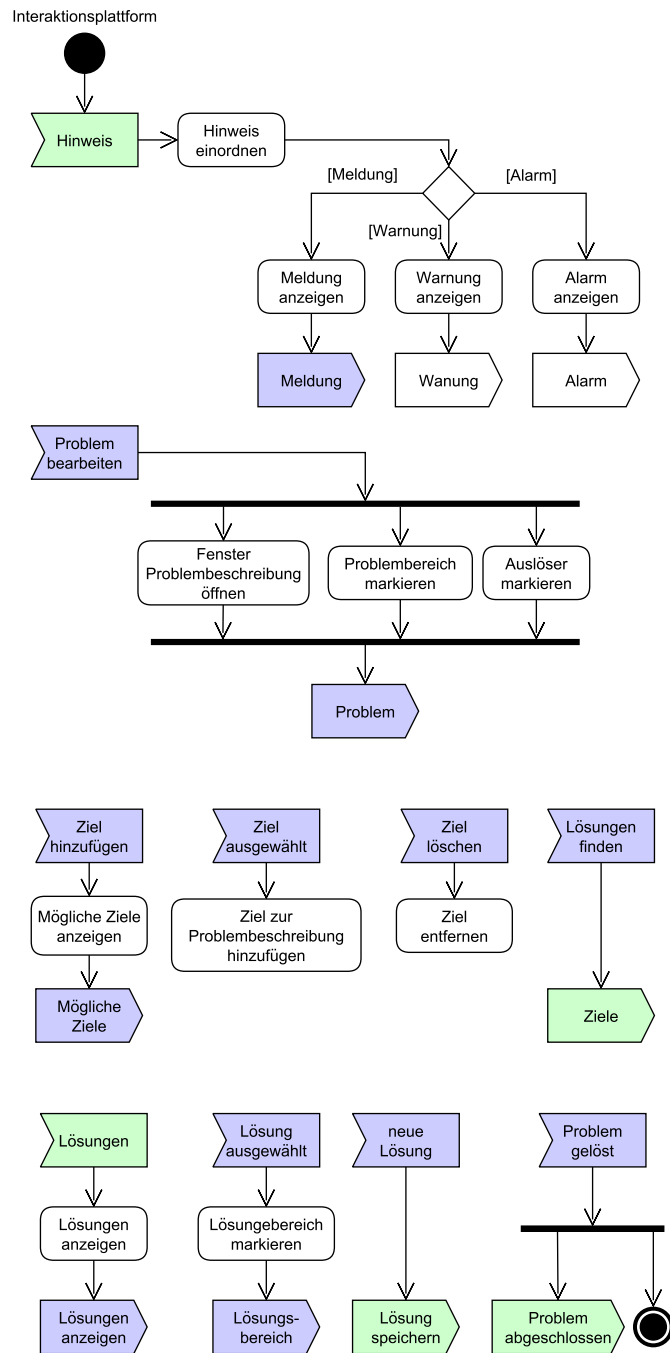 Interaktionsplattform
Hinweis
Hinweis
einordnen
[Meldung]
[Alarm]
[Warnung]
Meldung
anzeigen
Warnung
anzeigen
Alarm
anzeigen
Meldung
Wanung
Alarm
Problem
bearbeiten
Fenster
Problembeschreibung
öffnen
Problembereich
markieren
Auslöser
markieren
Problem
Ziel
hinzufügen
Ziel
ausgewählt
Ziel
löschen
Lösungen
finden
Mögliche Ziele
anzeigen
Ziel zur
Problembeschreibung
hinzufügen
Ziel
entfernen
Mögliche
Ziele
Ziele
Lösungen
Lösung
ausgewählt
neue
Lösung
Problem
gelöst
Lösungen
anzeigen
Lösungebereich
markieren
Lösungen
anzeigen
Lösungs-
bereich
Lösung
speichern
Problem
abgeschlossen